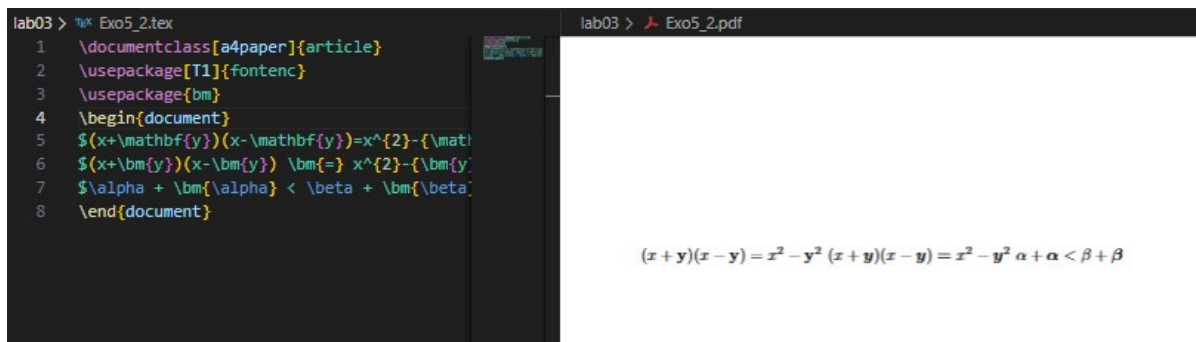 lab03 > TEX Exo5_2.tex
1 \documentclass[a4paper]{article}
2 \usepackage[T1]{fontenc}
3 \usepackage{bm}
4 \begin{document}
5 $(x+\mathbf{y})(x-\mathbf{y})=x^{2}-{\mat
6 $(x+\bm{y})(x-\bm{y}) \bm{=} x^{2}-{\bm{y
7 $\alpha + \bm{\alpha} < \beta + \bm{\beta
8 \end{document}
lab03 > Exo5_2.pdf
(x + y)(x − y) = x² − y² (x + y)(x − y) = x² − y² α + α < β + β